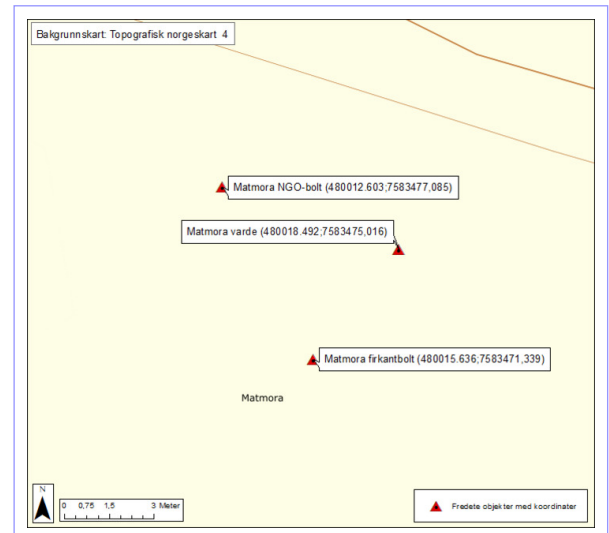 Bakgrunnskart: Topografisk norgeskart 4
Matmora NGO-bolt (480012.603;7583477,085)
Matmora varde (480018.492;7583475,016)
Matmora firkantbolt (480015.636;7583471,339)
Matmora
N
0 0,75 1,5 3 Meter
Fredete objekter med koordinater